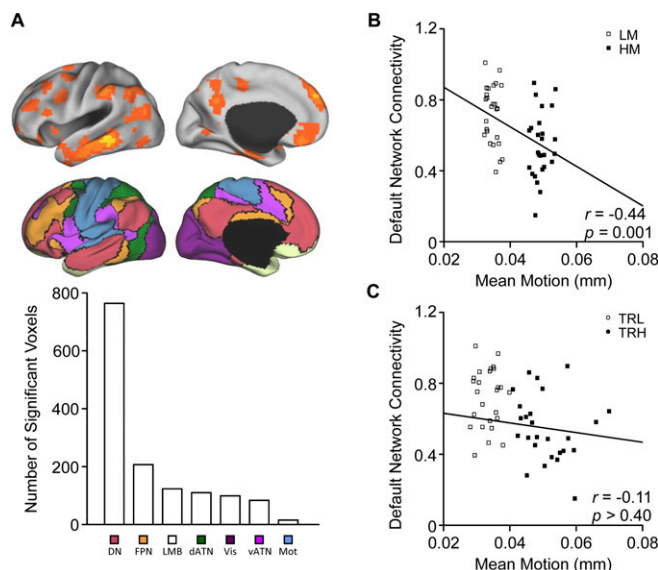 A
Number of Significant Voxels
800
600
400
200
0
DN FPN LMB dATN Vis vATN Mot
B
LM
HM
Default Network Connectivity
1.2
0.8
0.4
0
r = -0.44
p = 0.001
0.02 0.04 0.06 0.08
Mean Motion (mm)
C
TRL
TRH
Default Network Connectivity
1.2
0.8
0.4
0
r = -0.11
p > 0.40
0.02 0.04 0.06 0.08
Mean Motion (mm)